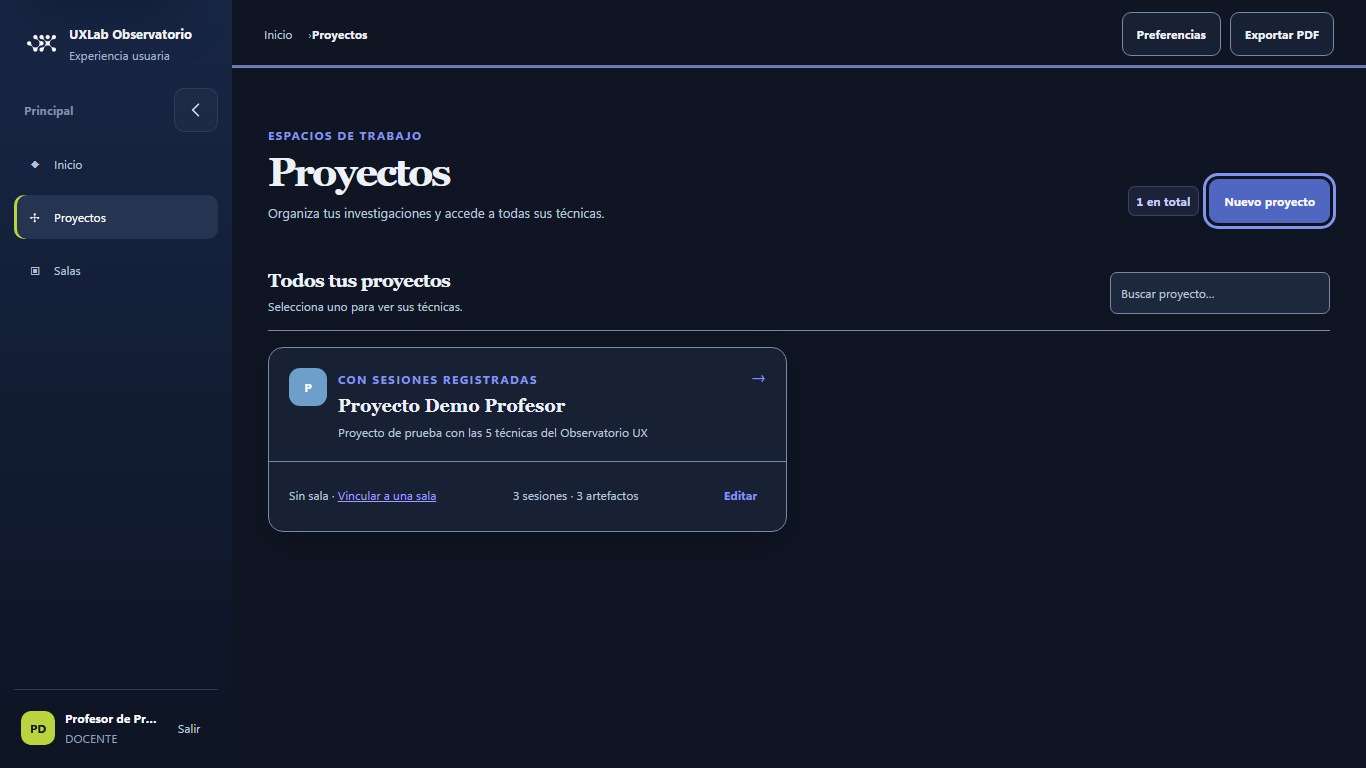 UXLab Observatorio
Experiencia usuaria
Principal
Inicio
Proyectos
Salas
PD
Profesor de Pr...
DOCENTE
Salir
Inicio ›Proyectos
Preferencias
Exportar PDF
ESPACIOS DE TRABAJO
Proyectos
Organiza tus investigaciones y accede a todas sus técnicas.
1 en total
Nuevo proyecto
Todos tus proyectos
Selecciona uno para ver sus técnicas.
Buscar proyecto...
P
CON SESIONES REGISTRADAS
→
Proyecto Demo Profesor
Proyecto de prueba con las 5 técnicas del Observatorio UX
Sin sala · Vincular a una sala
3 sesiones · 3 artefactos
Editar